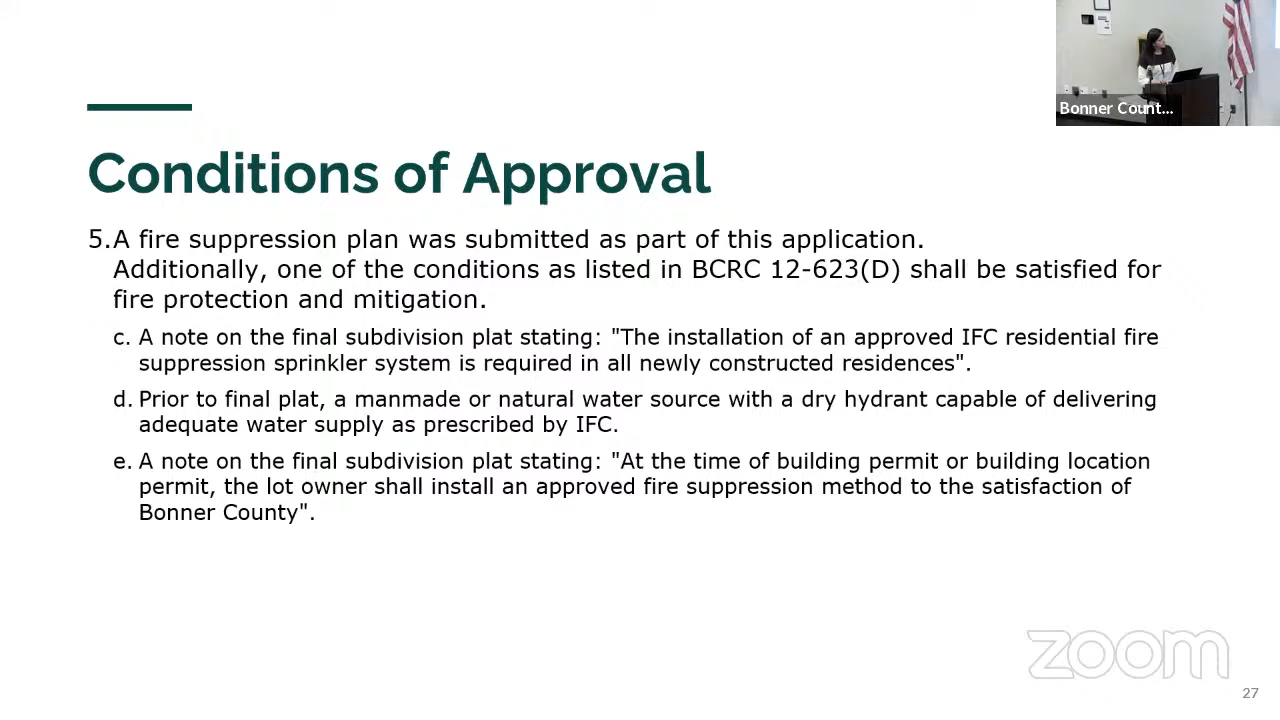 Bonner Count...
Conditions of Approval
5. A fire suppression plan was submitted as part of this application.
Additionally, one of the conditions as listed in BCRC 12-623(D) shall be satisfied for
fire protection and mitigation.
c. A note on the final subdivision plat stating: "The installation of an approved IFC residential fire
suppression sprinkler system is required in all newly constructed residences".
d. Prior to final plat, a manmade or natural water source with a dry hydrant capable of delivering
adequate water supply as prescribed by IFC.
e. A note on the final subdivision plat stating: "At the time of building permit or building location
permit, the lot owner shall install an approved fire suppression method to the satisfaction of
Bonner County".
zoom
27